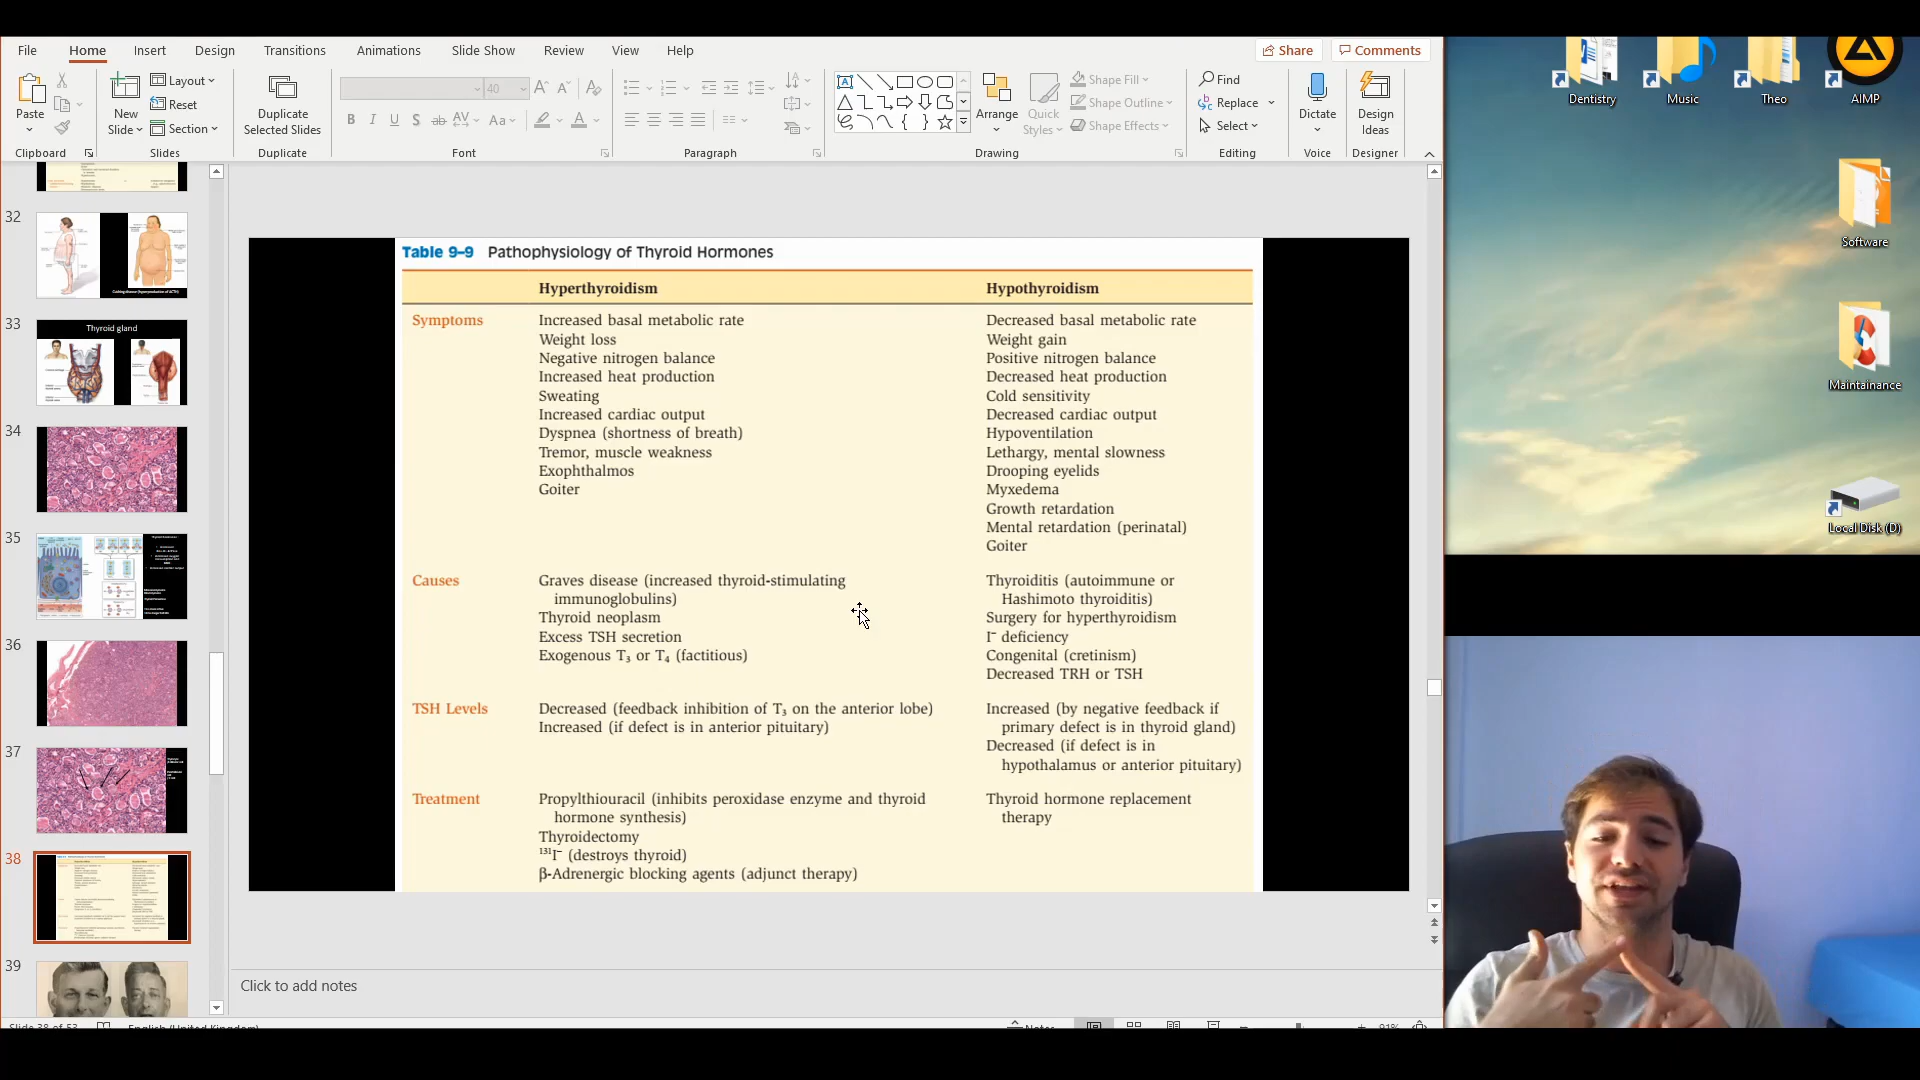 File Home Insert Design Transitions Animations Slide Show Review View Help Share Comments
Paste
New Slide
Layout
Reset
Section
Duplicate Selected Slides
40
Find
Replace
Select
Arrange
Quick Styles
Shape Fill
Shape Outline
Shape Effects
Dictate
Design Ideas
Clipboard Slides Duplicate Font Paragraph Drawing Editing Voice Designer
Dentistry Music Theo AIMP
Software
Maintainance
Local Disk (D)
32
33
Thyroid gland
34
35
36
37
38
39
Table 9–9 Pathophysiology of Thyroid Hormones
Hyperthyroidism Hypothyroidism
Symptoms Increased basal metabolic rate Decreased basal metabolic rate
Weight loss Weight gain
Negative nitrogen balance Positive nitrogen balance
Increased heat production Decreased heat production
Sweating Cold sensitivity
Increased cardiac output Decreased cardiac output
Dyspnea (shortness of breath) Hypoventilation
Tremor, muscle weakness Lethargy, mental slowness
Exophthalmos Drooping eyelids
Goiter Myxedema
Growth retardation
Mental retardation (perinatal)
Goiter
Causes Graves disease (increased thyroid-stimulating Thyroiditis (autoimmune or
immunoglobulins) Hashimoto thyroiditis)
Thyroid neoplasm Surgery for hyperthyroidism
Excess TSH secretion I⁻ deficiency
Exogenous T₃ or T₄ (factitious) Congenital (cretinism)
Decreased TRH or TSH
TSH Levels Decreased (feedback inhibition of T₃ on the anterior lobe) Increased (by negative feedback if
Increased (if defect is in anterior pituitary) primary defect is in thyroid gland)
Decreased (if defect is in
hypothalamus or anterior pituitary)
Treatment Propylthiouracil (inhibits peroxidase enzyme and thyroid Thyroid hormone replacement
hormone synthesis) therapy
Thyroidectomy
¹³¹I⁻ (destroys thyroid)
β-Adrenergic blocking agents (adjunct therapy)
Click to add notes
Slide 38 of 53 English (United Kingdom) Notes 91%